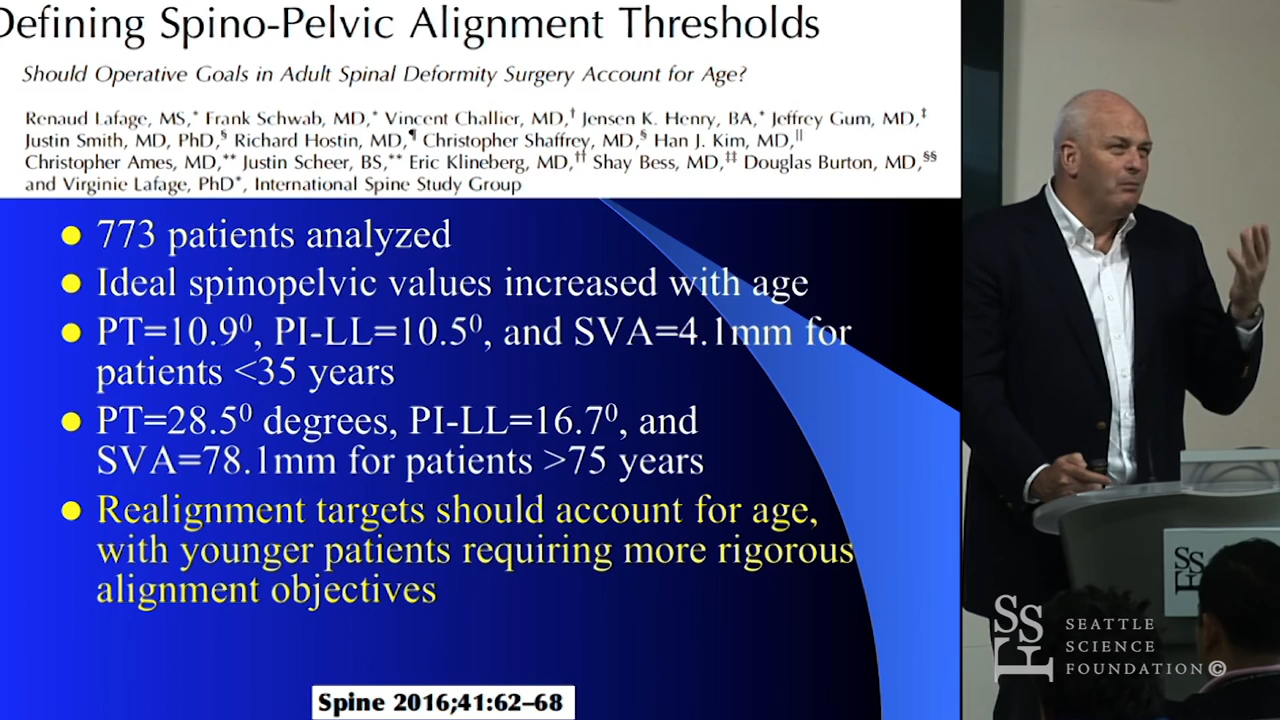 Defining Spino-Pelvic Alignment Thresholds
Should Operative Goals in Adult Spinal Deformity Surgery Account for Age?
Renaud Lafage, MS,* Frank Schwab, MD,* Vincent Challier, MD,† Jensen K. Henry, BA,* Jeffrey Gum, MD,‡
Justin Smith, MD, PhD,§ Richard Hostin, MD,¶ Christopher Shaffrey, MD,§ Han J. Kim, MD,||
Christopher Ames, MD,** Justin Scheer, BS,** Eric Klineberg, MD,†† Shay Bess, MD,‡‡ Douglas Burton, MD,§§
and Virginie Lafage, PhD*, International Spine Study Group
● 773 patients analyzed
● Ideal spinopelvic values increased with age
● PT=10.9⁰, PI-LL=10.5⁰, and SVA=4.1mm for
patients <35 years
● PT=28.5⁰ degrees, PI-LL=16.7⁰, and
SVA=78.1mm for patients >75 years
● Realignment targets should account for age,
with younger patients requiring more rigorous
alignment objectives
Spine 2016;41:62–68
SSF
SSF
SEATTLE
SCIENCE
FOUNDATION©